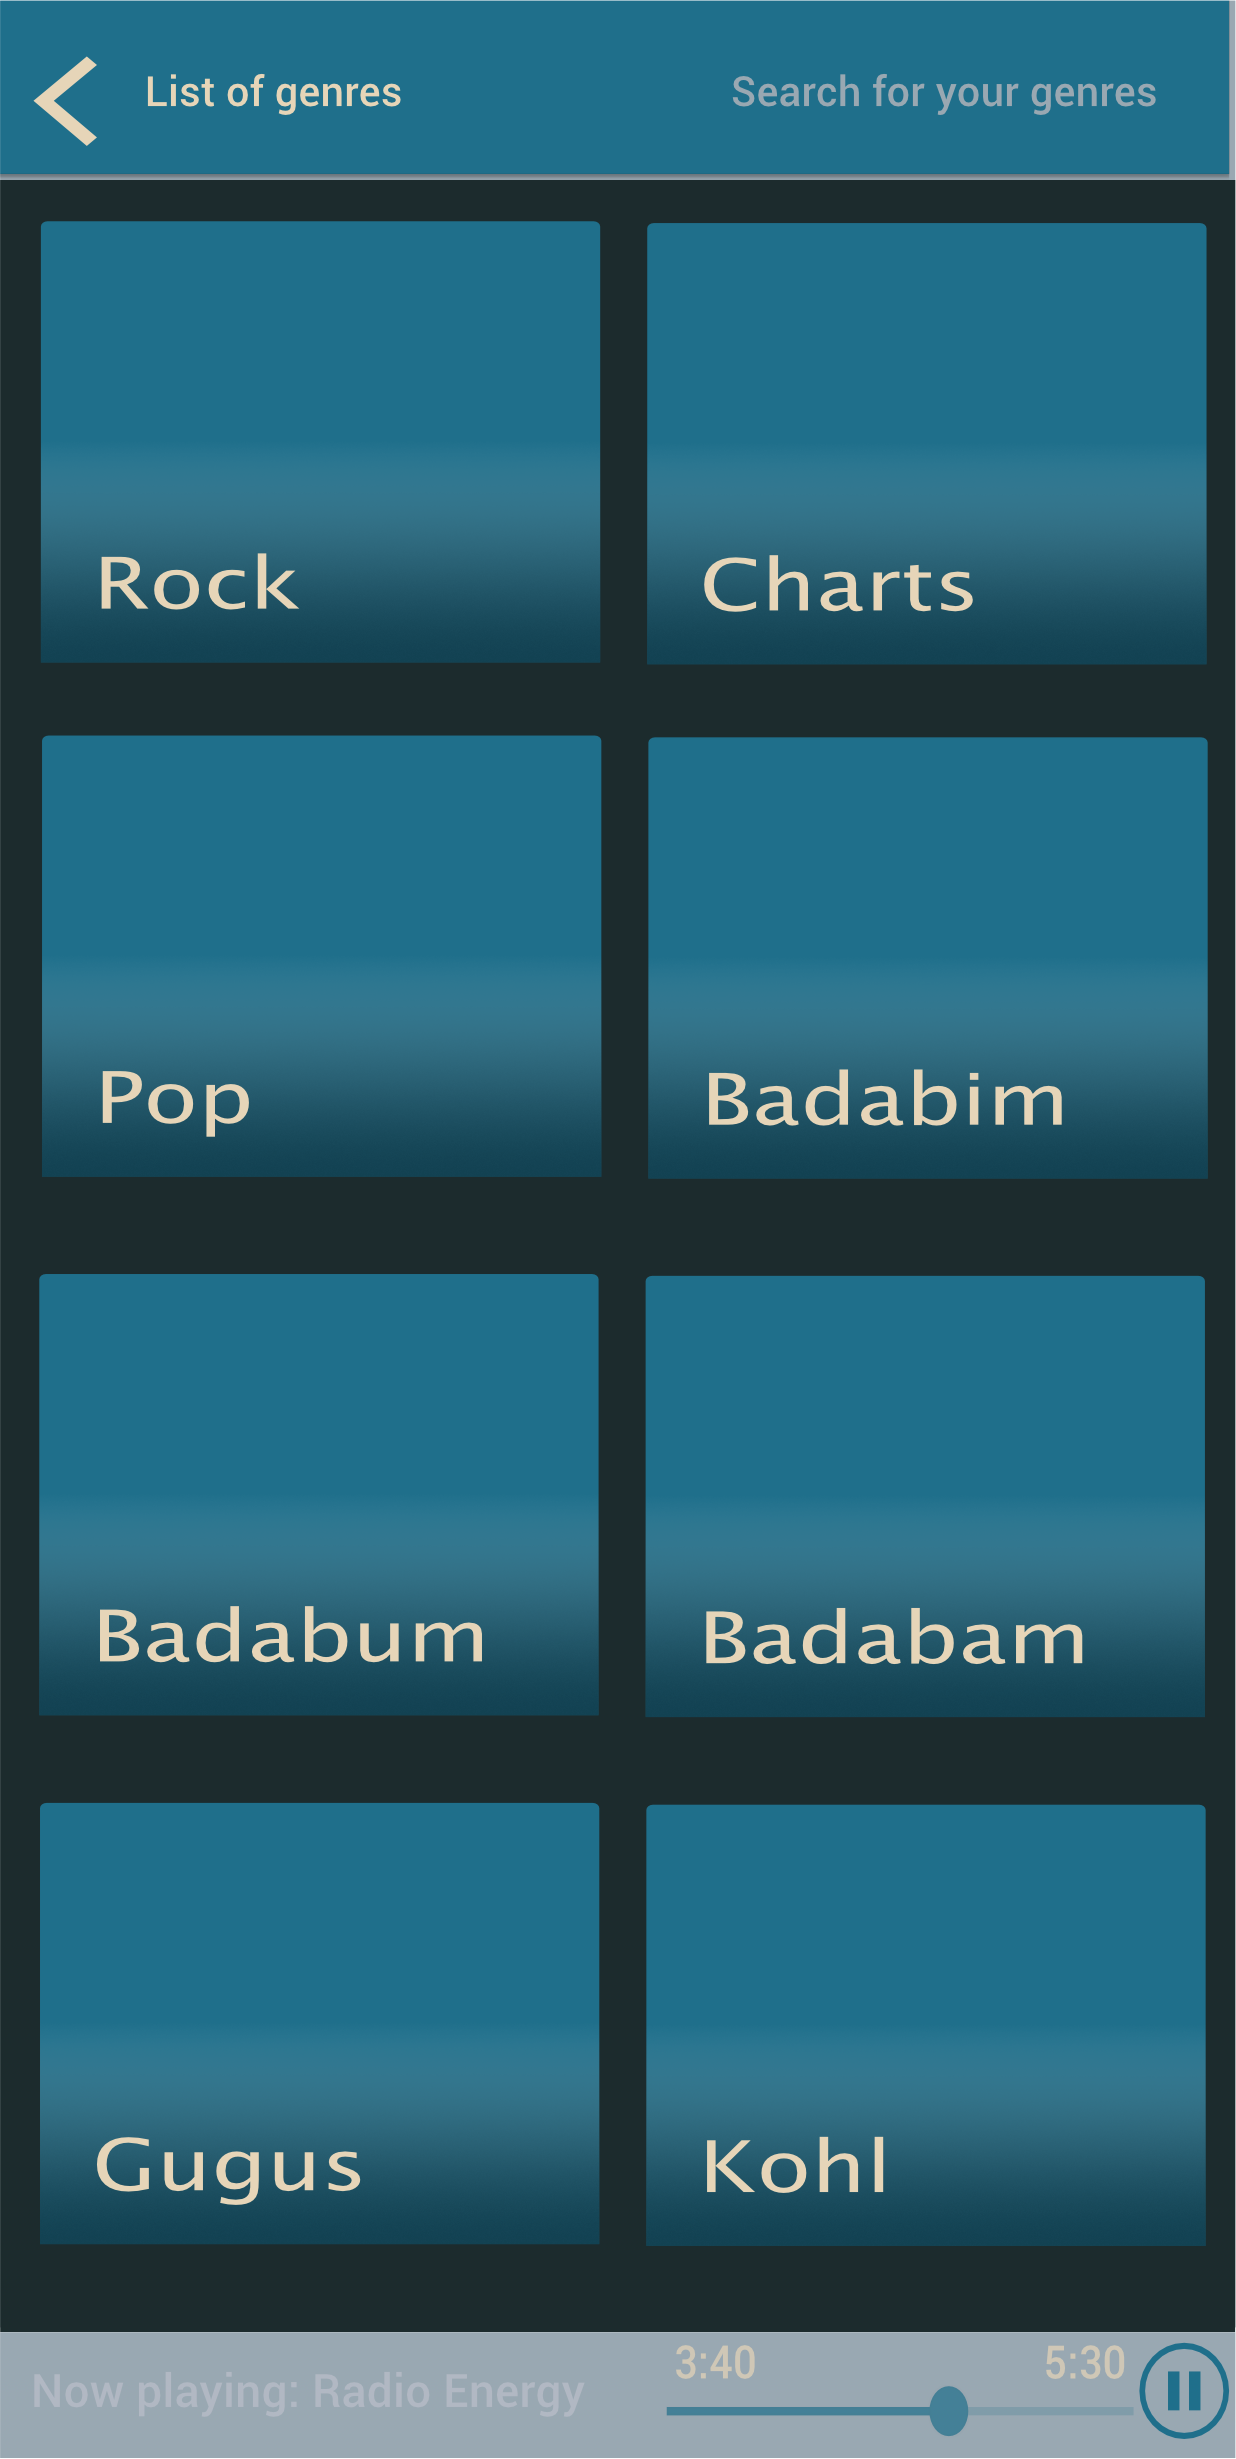 List of genres
Search for your genres
Rock
Charts
Pop
Badabim
Badabum
Badabam
Gugus
Kohl
3:40
5:30
Now playing: Radio Energy